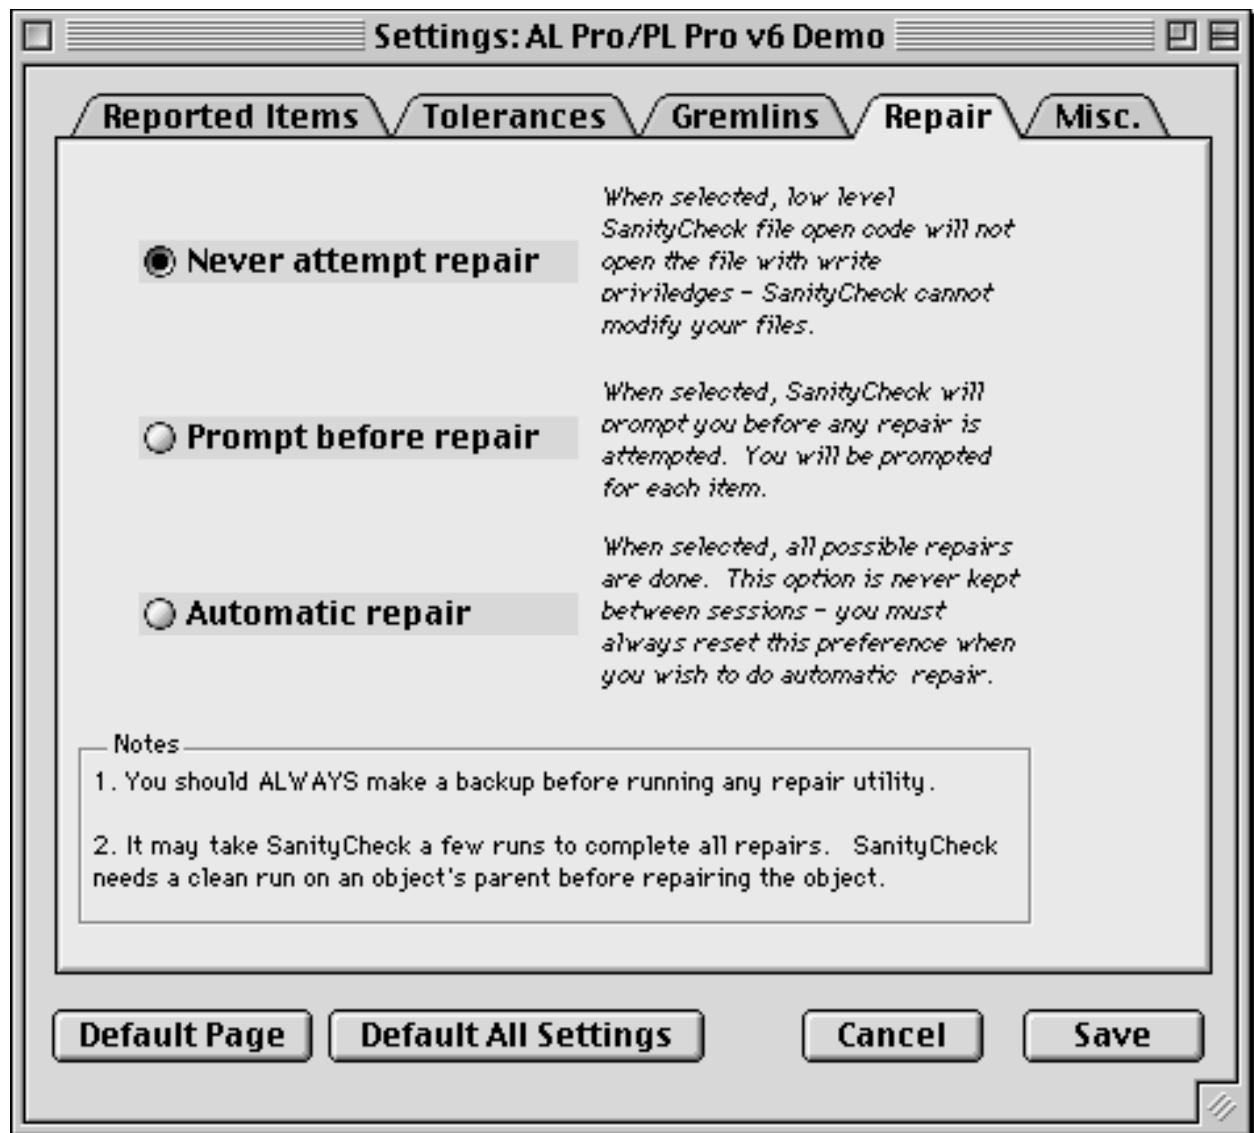 Settings: AL Pro/PL Pro v6 Demo
Reported Items Tolerances Gremlins Repair Misc.
Never attempt repair
When selected, low level
SanityCheck file open code will not
open the file with write
priviledges - SanityCheck cannot
modify your files.
Prompt before repair
When selected, SanityCheck will
prompt you before any repair is
attempted. You will be prompted
for each item.
Automatic repair
When selected, all possible repairs
are done. This option is never kept
between sessions - you must
always reset this preference when
you wish to do automatic repair.
Notes
1. You should ALWAYS make a backup before running any repair utility.
2. It may take SanityCheck a few runs to complete all repairs. SanityCheck
needs a clean run on an object's parent before repairing the object.
Default Page Default All Settings Cancel Save